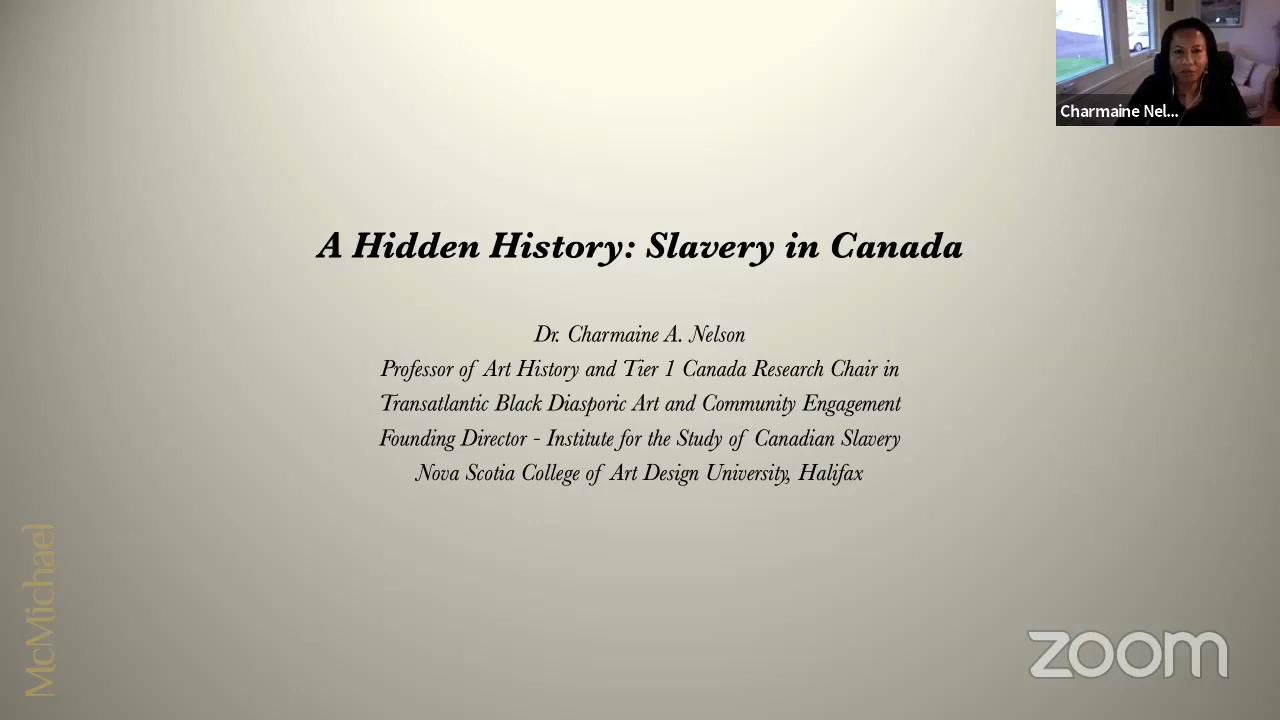 Charmaine Nel...
A Hidden History: Slavery in Canada
Dr. Charmaine A. Nelson
Professor of Art History and Tier 1 Canada Research Chair in
Transatlantic Black Diasporic Art and Community Engagement
Founding Director - Institute for the Study of Canadian Slavery
Nova Scotia College of Art Design University, Halifax
McMichael
zoom